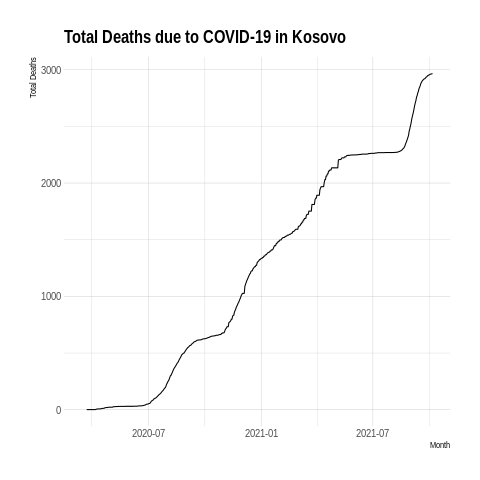 Total Deaths due to COVID-19 in Kosovo
Total Deaths
3000
2000
1000
0
2020-07
2021-01
2021-07
Month